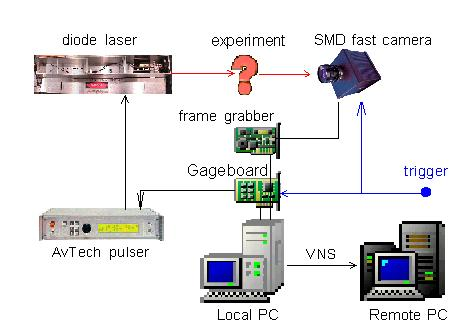 diode laser
experiment
SMD fast camera
frame grabber
Gageboard
trigger
AvTech pulser
VNS
Local PC
Remote PC